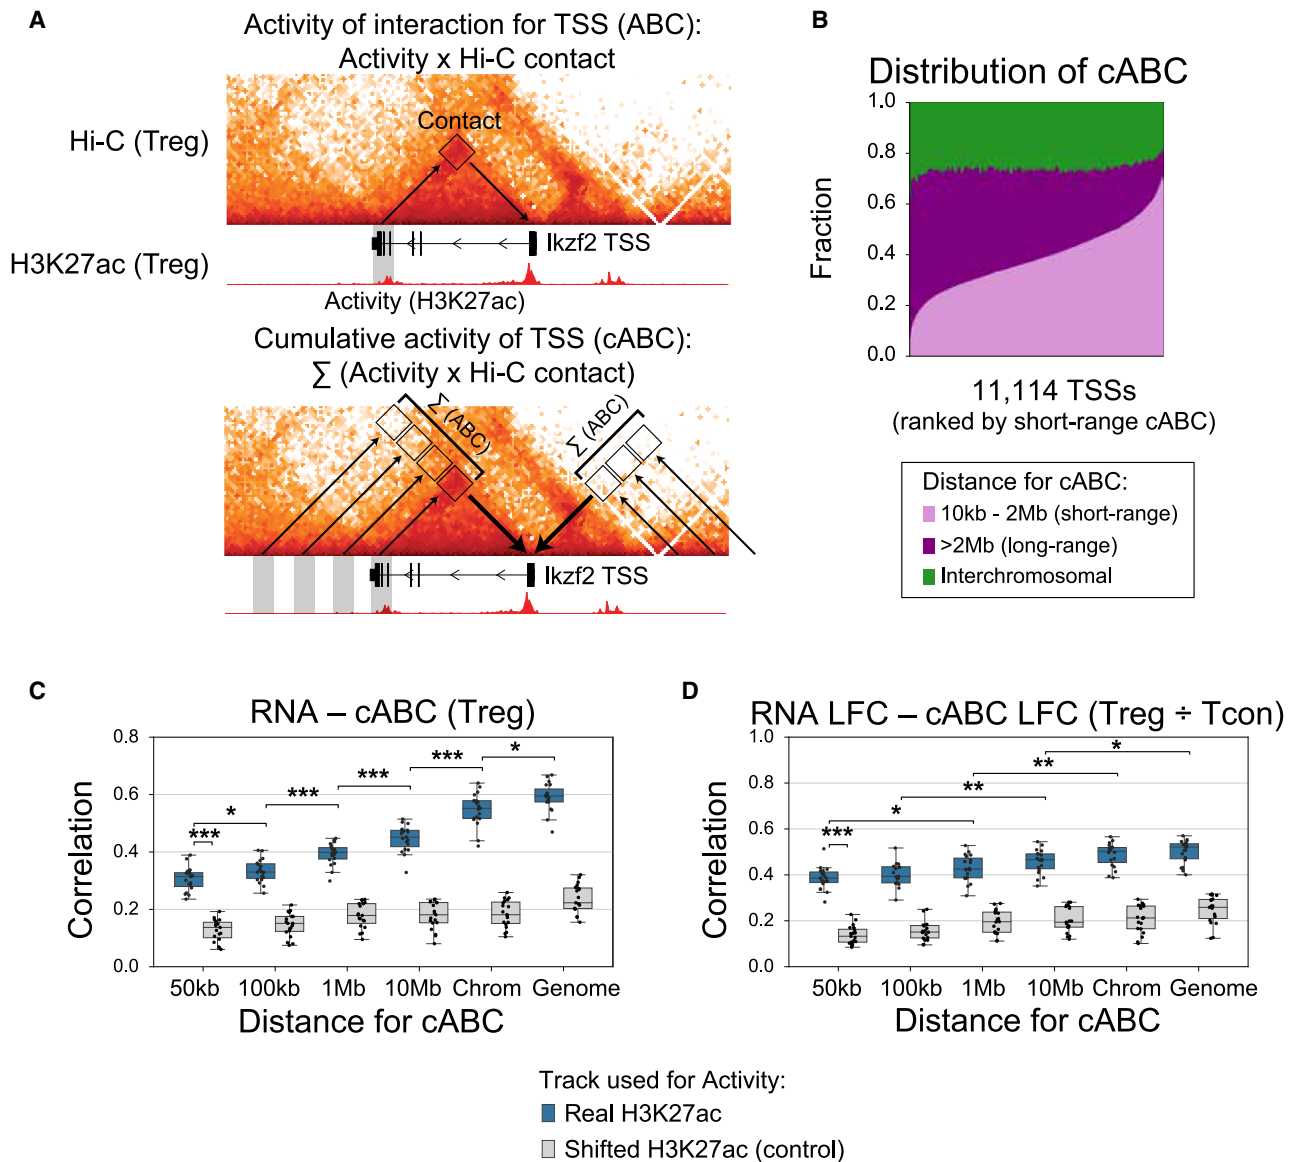 A
Activity of interaction for TSS (ABC):
Activity x Hi-C contact
Hi-C (Treg)
Contact
Ikzf2 TSS
H3K27ac (Treg)
Activity (H3K27ac)
Cumulative activity of TSS (cABC):
∑ (Activity x Hi-C contact)
∑ (ABC)
∑ (ABC)
Ikzf2 TSS
B
Distribution of cABC
Fraction
1.0
0.8
0.6
0.4
0.2
0.0
11,114 TSSs
(ranked by short-range cABC)
Distance for cABC:
10kb - 2Mb (short-range)
>2Mb (long-range)
Interchromosomal
C
RNA – cABC (Treg)
Correlation
0.8
0.6
0.4
0.2
0.0
***
*
***
***
***
*
50kb 100kb 1Mb 10Mb Chrom Genome
Distance for cABC
D
RNA LFC – cABC LFC (Treg ÷ Tcon)
Correlation
1.0
0.8
0.6
0.4
0.2
0.0
***
*
**
**
*
50kb 100kb 1Mb 10Mb Chrom Genome
Distance for cABC
Track used for Activity:
Real H3K27ac
Shifted H3K27ac (control)